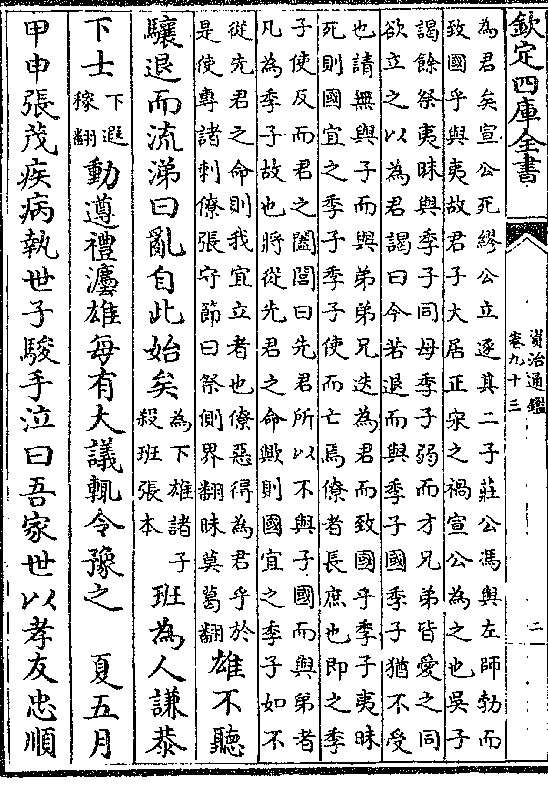 欽定四庫全書
資治通鑑
卷九十三
二
為君矣宣公死繆公立逐其二子莊公馮與左師勃而
致國乎與夷故君子大居正宋之禍宣公為之也吳子
謁餘祭夷昧與季子同母季子弱而才兄弟皆愛之同
欲立之以為君謁曰今若退而與季子國季子猶不受
也請無與子而與弟弟兄迭為君而致國乎季子夷昧
死則國宜之季子季子使而亡焉僚者長庶也即之季
子使反而君之闔閭曰先君所以不與子國而與弟者
凡為季子故也將從先君之命歟則國宜之季子如不
從先君之命則我宜立者也僚惡得為君乎於
是使專諸刺僚張守節曰祭側界翻昧莫葛翻
雄不聽
驤退而流涕曰亂自此始矣
為下雄諸子
殺班張本
班為人謙恭
下士
下遐
稼翻
動遵禮灋雄每有大議輒令豫之
夏五月
甲申張茂疾病執世子駿手泣曰吾家世以孝友忠順